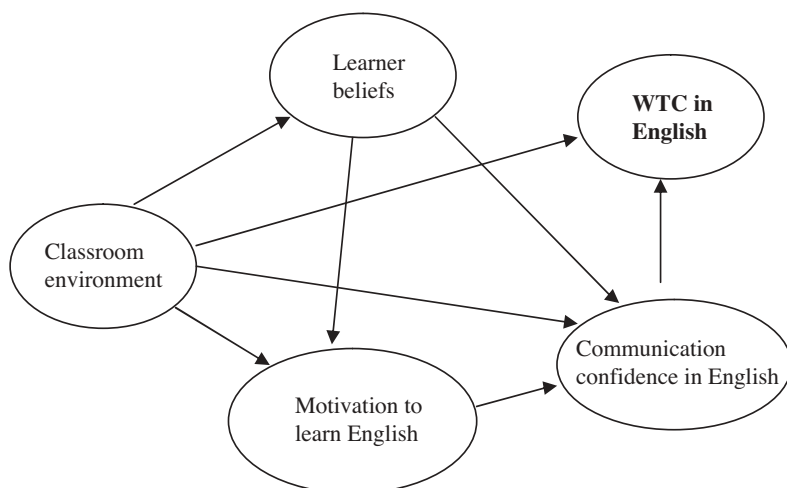 Learner
beliefs
WTC in
English
Classroom
environment
Communication
confidence in English
Motivation to
learn English